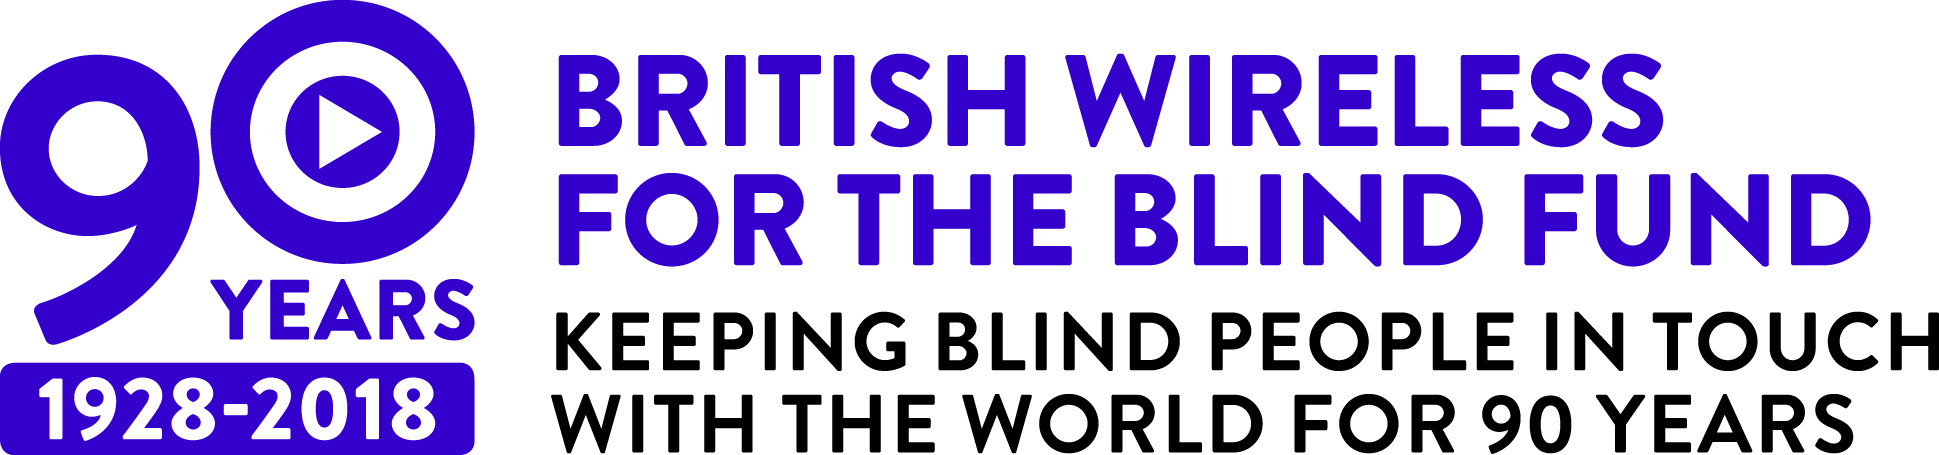 90
YEARS
1928-2018
BRITISH WIRELESS
FOR THE BLIND FUND
KEEPING BLIND PEOPLE IN TOUCH
WITH THE WORLD FOR 90 YEARS